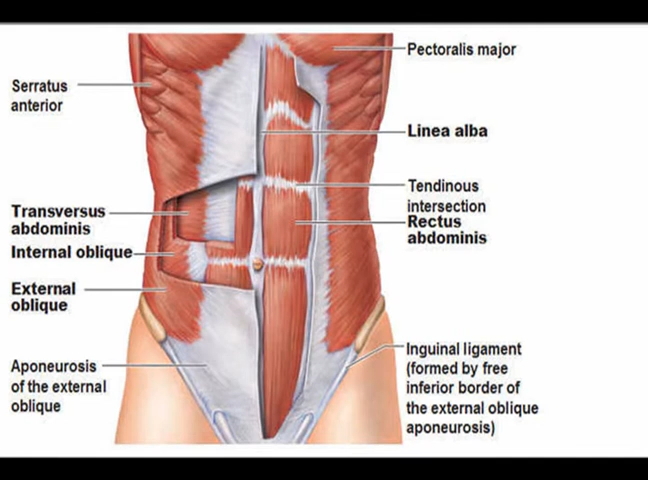 Pectoralis major
Serratus
anterior
Linea alba
Tendinous
intersection
Rectus
abdominis
Transversus
abdominis
Internal oblique
External
oblique
Aponeurosis
of the external
oblique
Inguinal ligament
(formed by free
inferior border of
the external oblique
aponeurosis)